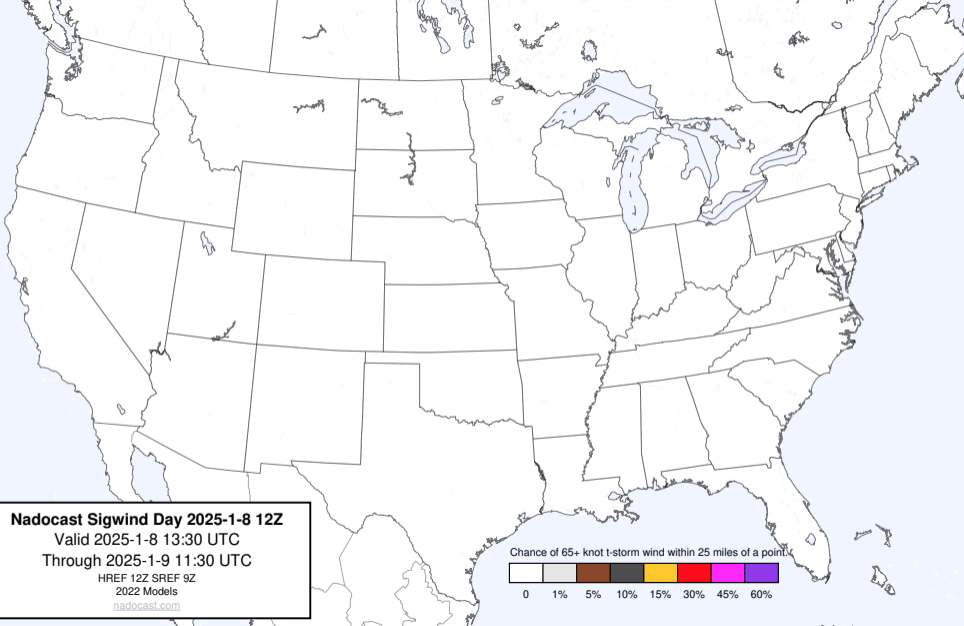 Nadocast Sigwind Day 2025-1-8 12Z
Valid 2025-1-8 13:30 UTC
Through 2025-1-9 11:30 UTC
HREF 12Z SREF 9Z
2022 Models
nadocast.com
Chance of 65+ knot t-storm wind within 25 miles of a point.
0 1% 5% 10% 15% 30% 45% 60%